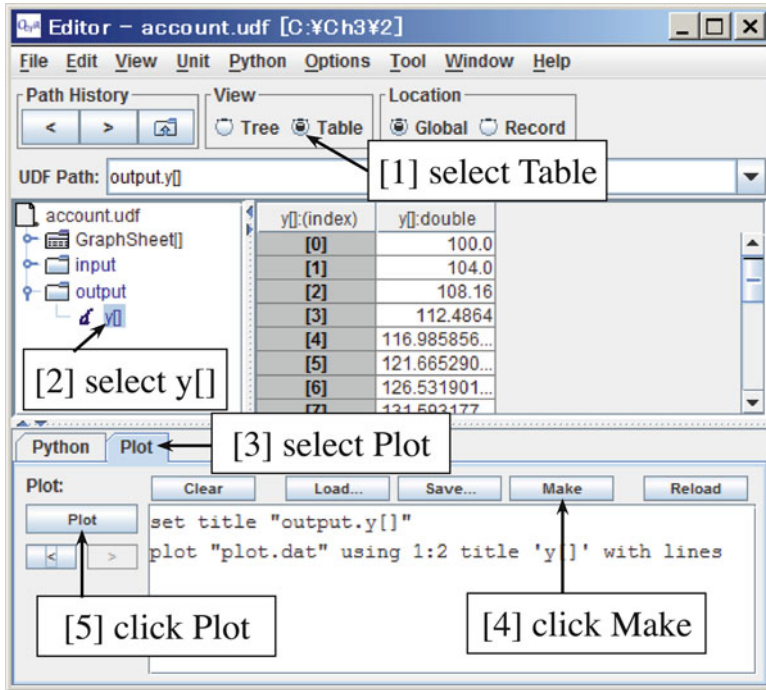 Editor – account.udf [C:¥Ch3¥2]
File Edit View Unit Python Options Tool Window Help
Path History View Location
< > Tree Table Global Record
[1] select Table
UDF Path: output.y[]
account.udf
GraphSheet[]
input
output
y[]
[2] select y[]
y[]:(index) y[]:double
[0] 100.0
[1] 104.0
[2] 108.16
[3] 112.4864
[4] 116.985856...
[5] 121.665290...
[6] 126.531901...
[7] 131.593177
Python Plot
[3] select Plot
Plot: Clear Load... Save... Make Reload
Plot
< >
set title "output.y[]"
plot "plot.dat" using 1:2 title 'y[]' with lines
[5] click Plot
[4] click Make